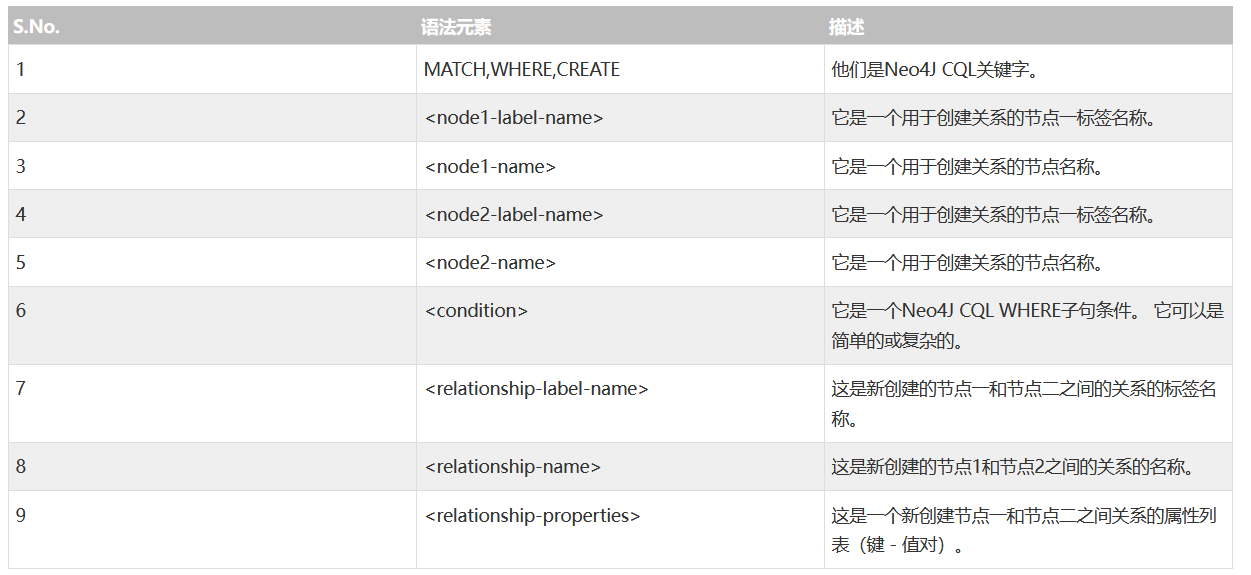 S.No. 语法元素 描述
1 MATCH,WHERE,CREATE 他们是Neo4J CQL关键字。
2 <node1-label-name> 它是一个用于创建关系的节点一标签名称。
3 <node1-name> 它是一个用于创建关系的节点名称。
4 <node2-label-name> 它是一个用于创建关系的节点一标签名称。
5 <node2-name> 它是一个用于创建关系的节点名称。
6 <condition> 它是一个Neo4J CQL WHERE子句条件。 它可以是
简单的或复杂的。
7 <relationship-label-name> 这是新创建的节点一和节点二之间的关系的标签名
称。
8 <relationship-name> 这是新创建的节点1和节点2之间的关系的名称。
9 <relationship-properties> 这是一个新创建节点一和节点二之间关系的属性列
表（键 - 值对）。